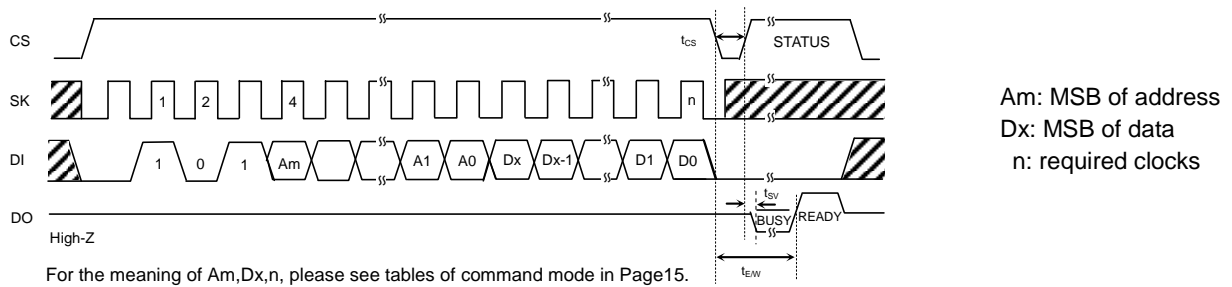 CS
tCS
STATUS
SK
1
2
4
n
DI
1
0
1
Am
A1
A0
Dx
Dx-1
D1
D0
tSV
DO
BUSY
READY
High-Z
tE/W
For the meaning of Am,Dx,n, please see tables of command mode in Page15.
Am: MSB of address
Dx: MSB of data
n: required clocks